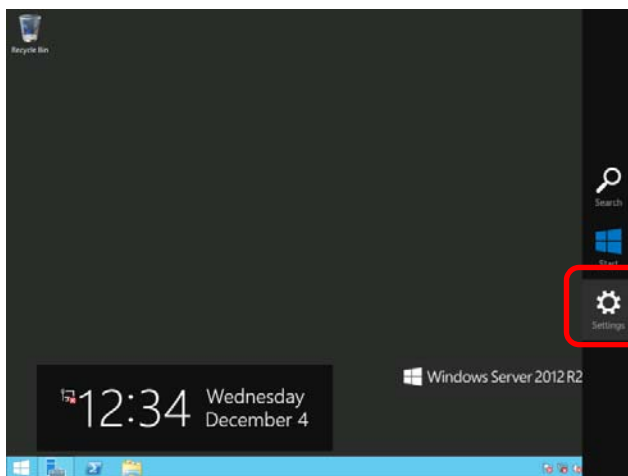 Recycle Bin
Search
Start
Settings
Windows Server 2012 R2
12:34
Wednesday
December 4